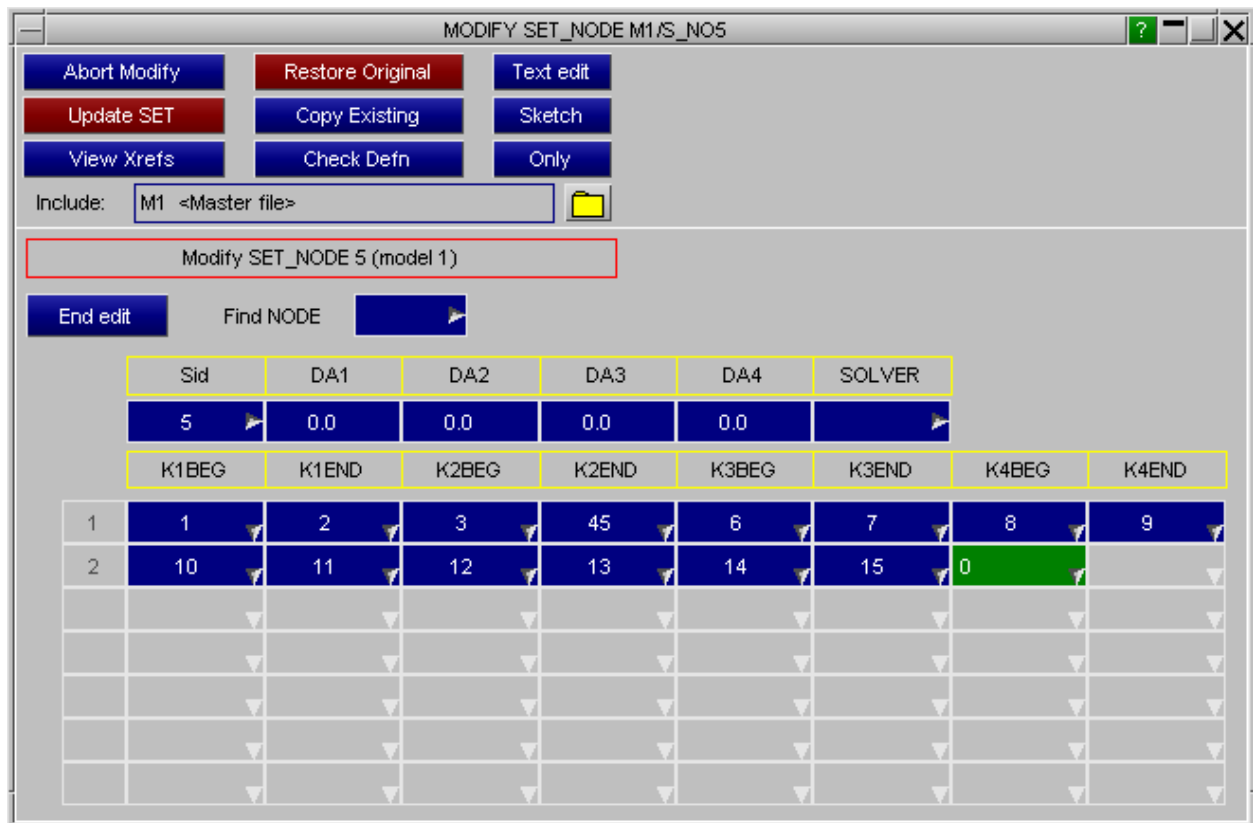 MODIFY SET_NODE M1/S_NO5 ?
Abort Modify Restore Original Text edit
Update SET Copy Existing Sketch
View Xrefs Check Defn Only
Include: M1 <Master file>
Modify SET_NODE 5 (model 1)
End edit Find NODE
Sid DA1 DA2 DA3 DA4 SOLVER
5 0.0 0.0 0.0 0.0
K1BEG K1END K2BEG K2END K3BEG K3END K4BEG K4END
1 1 2 3 45 6 7 8 9
2 10 11 12 13 14 15 0